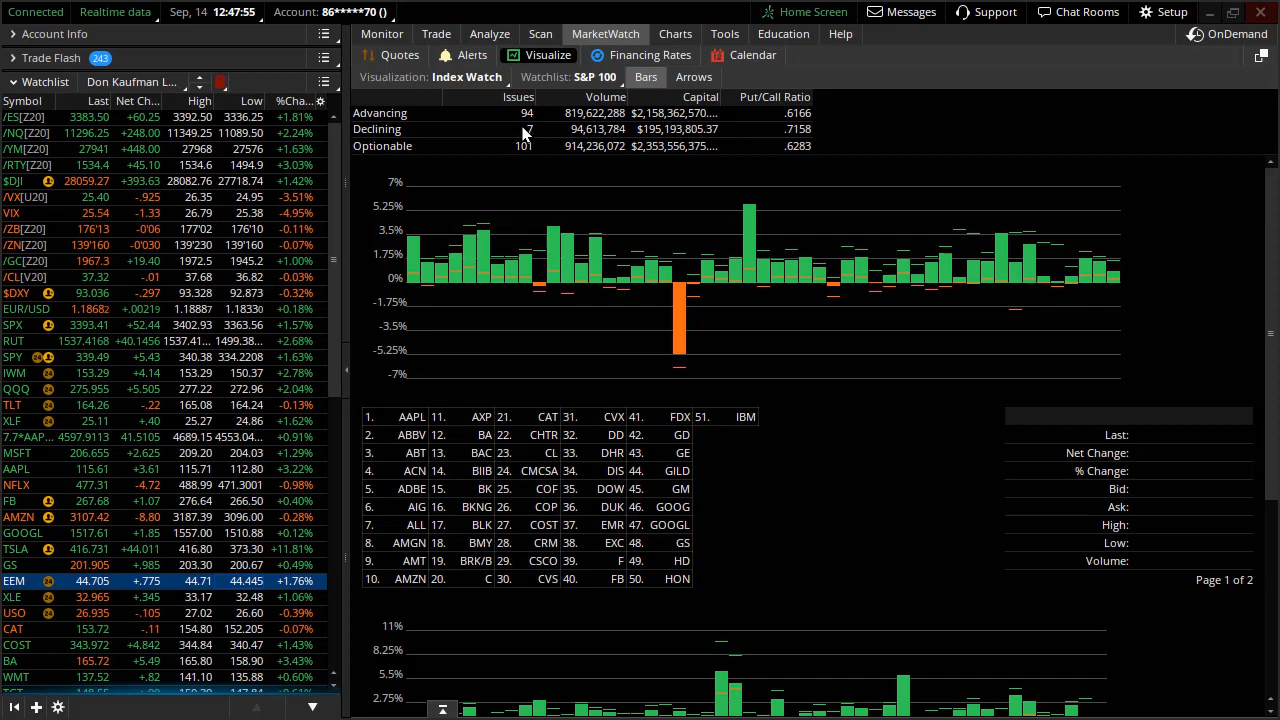 Connected Realtime data Sep, 14 12:47:55 Account: 86*****70 () Home Screen Messages Support Chat Rooms Setup
Account Info
Monitor Trade Analyze Scan MarketWatch Charts Tools Education Help OnDemand
Trade Flash 243
Quotes Alerts Visualize Financing Rates Calendar
Watchlist Don Kaufman L...
Visualization: Index Watch Watchlist: S&P 100 Bars Arrows
Symbol Last Net Ch... High Low %Cha...
/ES[Z20] 3383.50 +60.25 3392.50 3336.25 +1.81%
/NQ[Z20] 11296.25 +248.00 11349.25 11089.50 +2.24%
/YM[Z20] 27941 +448.00 27968 27576 +1.63%
/RTY[Z20] 1534.4 +45.10 1534.6 1494.9 +3.03%
$DJI 28059.27 +393.63 28082.76 27718.74 +1.42%
/VX[U20] 25.40 -.925 26.35 24.95 -3.51%
VIX 25.54 -1.33 26.79 25.38 -4.95%
/ZB[Z20] 176'13 -0'06 177'02 176'10 -0.11%
/ZN[Z20] 139'160 -0'030 139'230 139'120 -0.07%
/GC[Z20] 1967.3 +19.40 1972.5 1945.2 +1.00%
/CL[V20] 37.32 -.01 37.68 36.82 -0.03%
$DXY 93.036 -.297 93.328 92.873 -0.32%
EUR/USD 1.18682 +.00219 1.18887 1.18330 +0.18%
SPX 3393.41 +52.44 3402.93 3363.56 +1.57%
RUT 1537.4168 +40.1456 1537.41... 1499.38... +2.68%
SPY 24 339.49 +5.43 340.38 334.2208 +1.63%
IWM 24 153.29 +4.14 153.29 150.37 +2.78%
QQQ 24 275.955 +5.505 277.22 272.96 +2.04%
TLT 24 164.26 -.22 165.08 164.24 -0.13%
XLF 24 25.11 +.40 25.27 24.86 +1.62%
7.7*AAP... 4597.9113 41.5105 4689.15 4553.04... +0.91%
MSFT 206.655 +2.625 209.20 204.03 +1.29%
AAPL 115.61 +3.61 115.71 112.80 +3.22%
NFLX 477.31 -4.72 488.99 471.3001 -0.98%
FB 267.68 +1.07 276.64 266.50 +0.40%
AMZN 3107.42 -8.80 3187.39 3096.00 -0.28%
GOOGL 1517.61 +1.85 1557.00 1510.88 +0.12%
TSLA 416.731 +44.011 416.80 373.30 +11.81%
GS 201.905 +.985 203.30 200.67 +0.49%
EEM 24 44.705 +.775 44.71 44.445 +1.76%
XLE 24 32.965 +.345 33.17 32.48 +1.06%
USO 24 26.935 -.105 27.02 26.60 -0.39%
CAT 153.72 -.11 154.80 152.205 -0.07%
COST 343.972 +4.842 344.84 340.47 +1.43%
BA 165.72 +5.49 165.80 158.90 +3.43%
WMT 137.52 +.82 141.10 135.88 +0.60%
Issues Volume Capital Put/Call Ratio
Advancing 94 819,622,288 $2,158,362,570.... .6166
Declining 7 94,613,784 $195,193,805.37 .7158
Optionable 101 914,236,072 $2,353,556,375.... .6283
7%
5.25%
3.5%
1.75%
0%
-1.75%
-3.5%
-5.25%
-7%
1. AAPL 11. AXP 21. CAT 31. CVX 41. FDX 51. IBM
2. ABBV 12. BA 22. CHTR 32. DD 42. GD
3. ABT 13. BAC 23. CL 33. DHR 43. GE
4. ACN 14. BIIB 24. CMCSA 34. DIS 44. GILD
5. ADBE 15. BK 25. COF 35. DOW 45. GM
6. AIG 16. BKNG 26. COP 36. DUK 46. GOOG
7. ALL 17. BLK 27. COST 37. EMR 47. GOOGL
8. AMGN 18. BMY 28. CRM 38. EXC 48. GS
9. AMT 19. BRK/B 29. CSCO 39. F 49. HD
10. AMZN 20. C 30. CVS 40. FB 50. HON
Last:
Net Change:
% Change:
Bid:
Ask:
High:
Low:
Volume:
Page 1 of 2
11%
8.25%
5.5%
2.75%